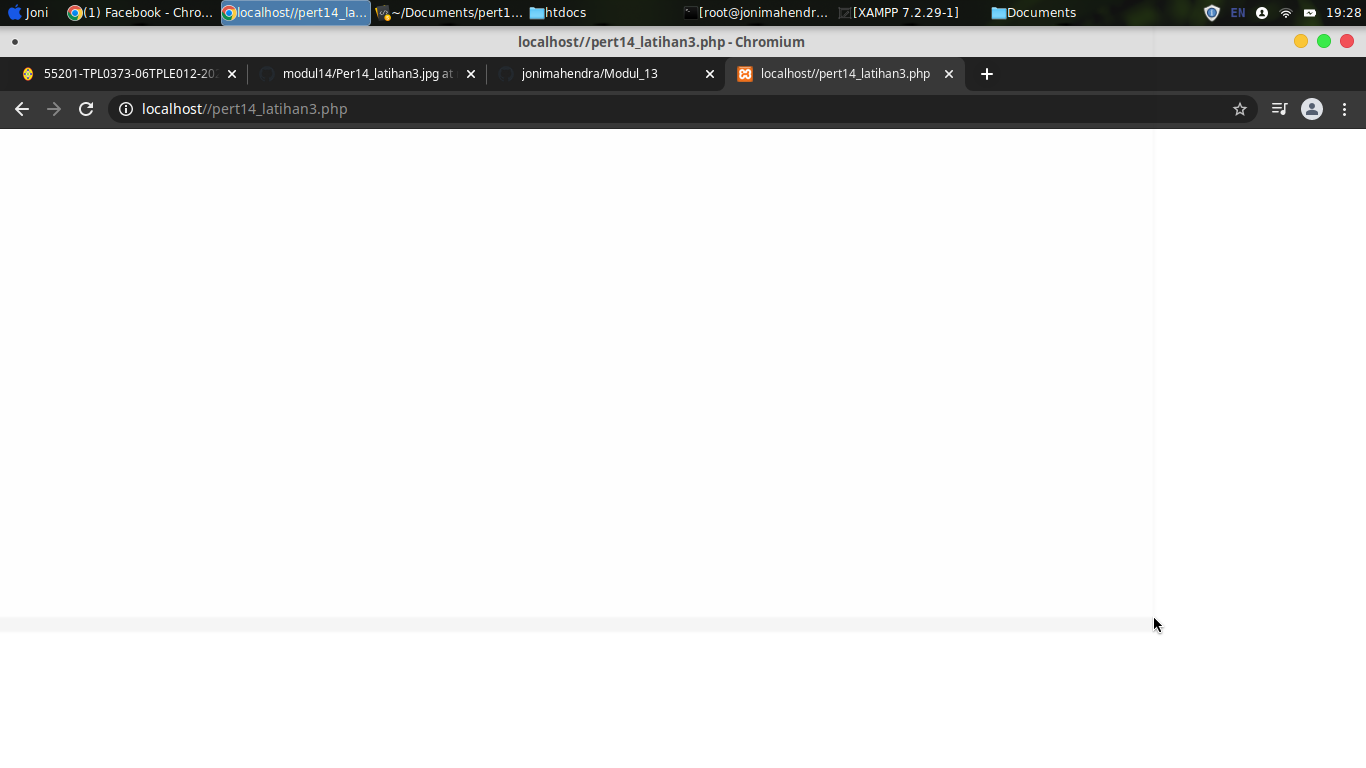 Joni (1) Facebook - Chro... localhost//pert14_la... ~/Documents/pert1... htdocs [root@jonimahendr... [XAMPP 7.2.29-1] Documents EN 19:28
localhost//pert14_latihan3.php - Chromium
55201-TPL0373-06TPLE012-202 modul14/Per14_latihan3.jpg at jonimahendra/Modul_13 localhost//pert14_latihan3.php
localhost//pert14_latihan3.php